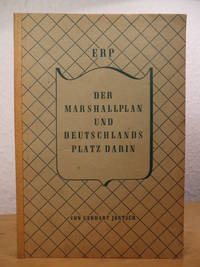 ERP
DER
MARSHALLPLAN
UND
DEUTSCHLANDS
PLATZ DARIN
VON GERHART JENTSCH